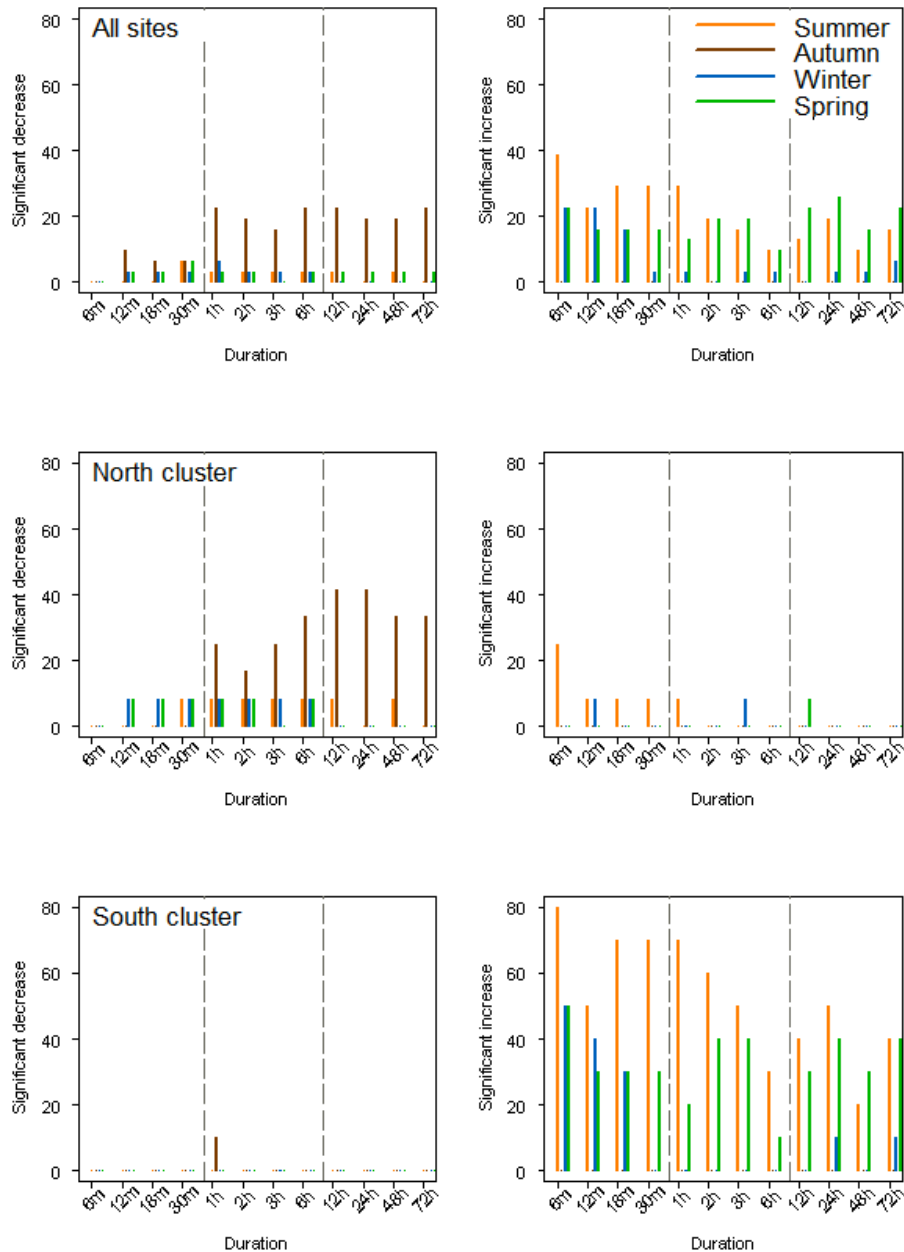 All sites
Significant decrease
80
60
40
20
0
6m 12m 18m 30m 1h 2h 3h 6h 12h 24h 48h 72h
Duration
Summer
Autumn
Winter
Spring
Significant increase
80
60
40
20
0
6m 12m 18m 30m 1h 2h 3h 6h 12h 24h 48h 72h
Duration
North cluster
Significant decrease
80
60
40
20
0
6m 12m 18m 30m 1h 2h 3h 6h 12h 24h 48h 72h
Duration
Significant increase
80
60
40
20
0
6m 12m 18m 30m 1h 2h 3h 6h 12h 24h 48h 72h
Duration
South cluster
Significant decrease
80
60
40
20
0
6m 12m 18m 30m 1h 2h 3h 6h 12h 24h 48h 72h
Duration
Significant increase
80
60
40
20
0
6m 12m 18m 30m 1h 2h 3h 6h 12h 24h 48h 72h
Duration